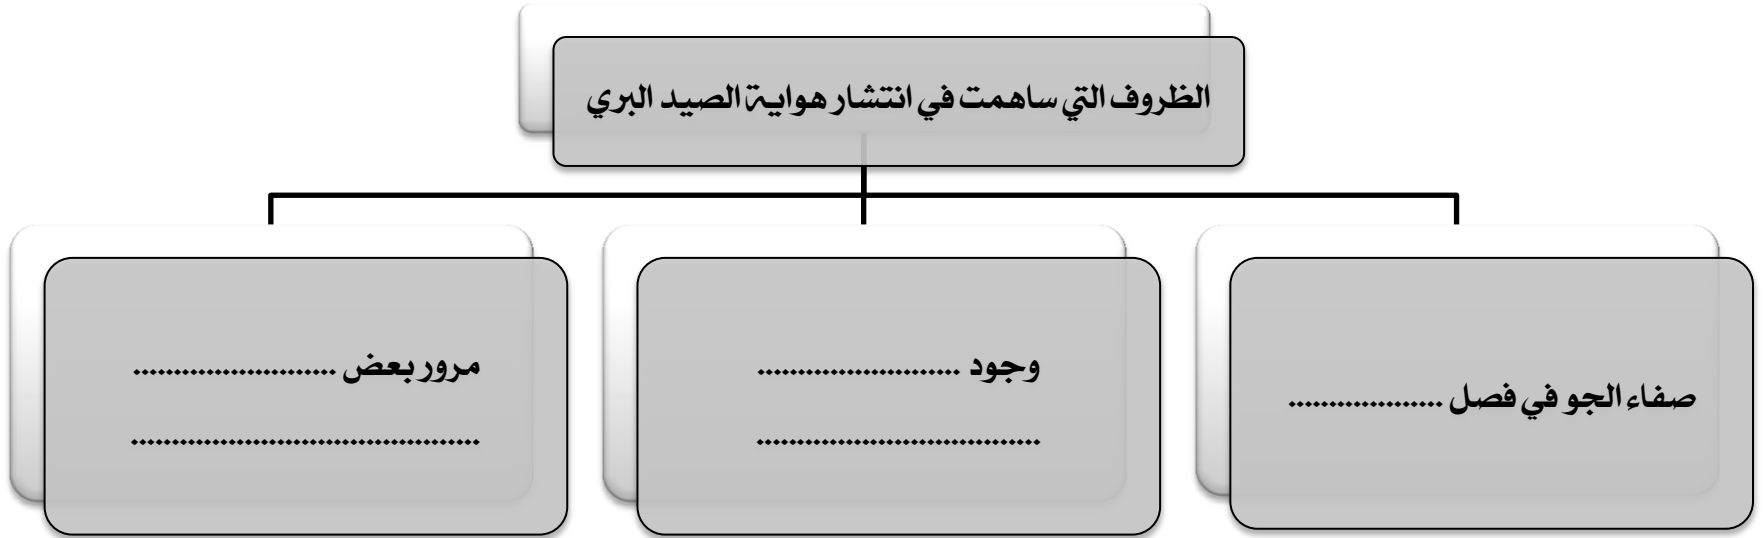 الظروف التي ساهمت في انتشار هواية الصيد البري
صفاء الجو في فصل ...................
وجود .........................
...................................
مرور بعض .........................
...........................................